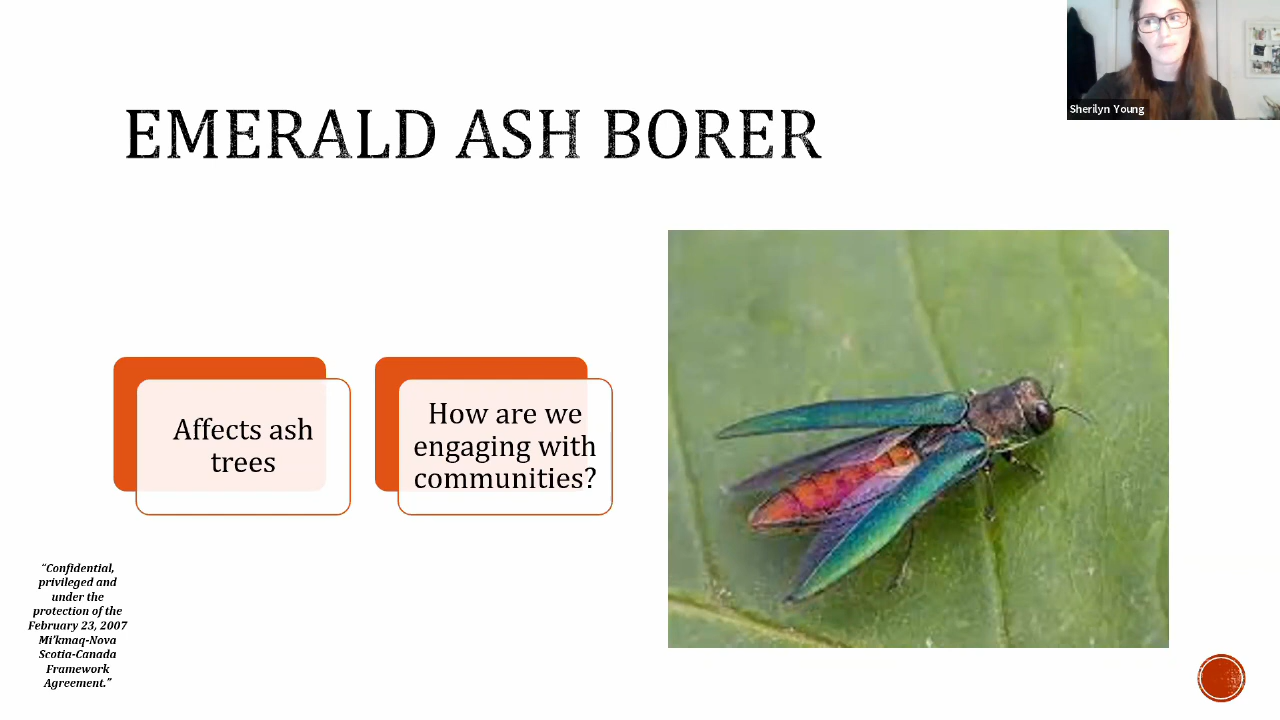 Sherilyn Young
EMERALD ASH BORER
Affects ash
trees
How are we
engaging with
communities?
“Confidential,
privileged and
under the
protection of the
February 23, 2007
Mi’kmaq-Nova
Scotia-Canada
Framework
Agreement.”